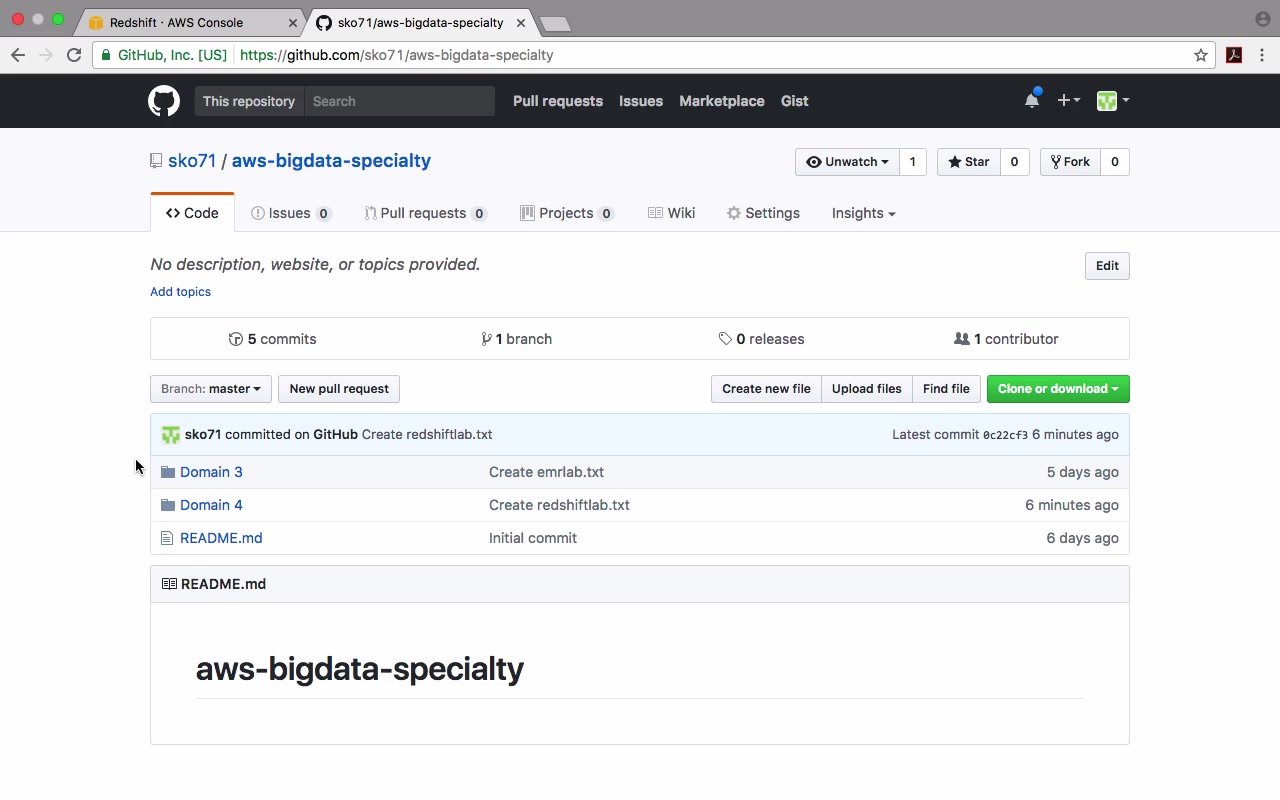 Redshift · AWS Console
sko71/aws-bigdata-specialty
GitHub, Inc. [US] https://github.com/sko71/aws-bigdata-specialty
This repository Search Pull requests Issues Marketplace Gist
sko71 / aws-bigdata-specialty Unwatch 1 Star 0 Fork 0
Code Issues 0 Pull requests 0 Projects 0 Wiki Settings Insights
No description, website, or topics provided. Edit
Add topics
5 commits 1 branch 0 releases 1 contributor
Branch: master New pull request Create new file Upload files Find file Clone or download
sko71 committed on GitHub Create redshiftlab.txt Latest commit 0c22cf3 6 minutes ago
Domain 3 Create emrlab.txt 5 days ago
Domain 4 Create redshiftlab.txt 6 minutes ago
README.md Initial commit 6 days ago
README.md
aws-bigdata-specialty